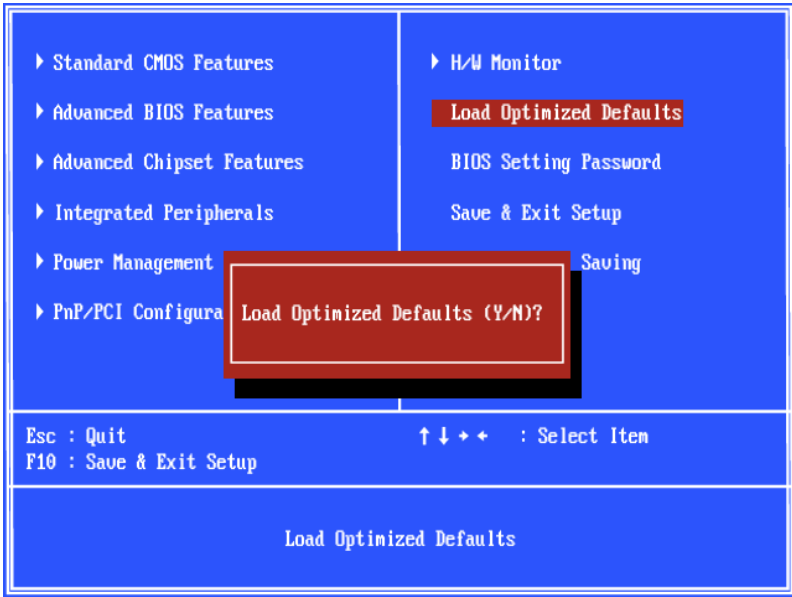 Standard CMOS Features
Advanced BIOS Features
Advanced Chipset Features
Integrated Peripherals
Power Management
PnP/PCI Configura
H/W Monitor
Load Optimized Defaults
BIOS Setting Password
Save & Exit Setup
Saving
Load Optimized Defaults (Y/N)?
Esc : Quit
F10 : Save & Exit Setup
↑ ↓ → ← : Select Item
Load Optimized Defaults